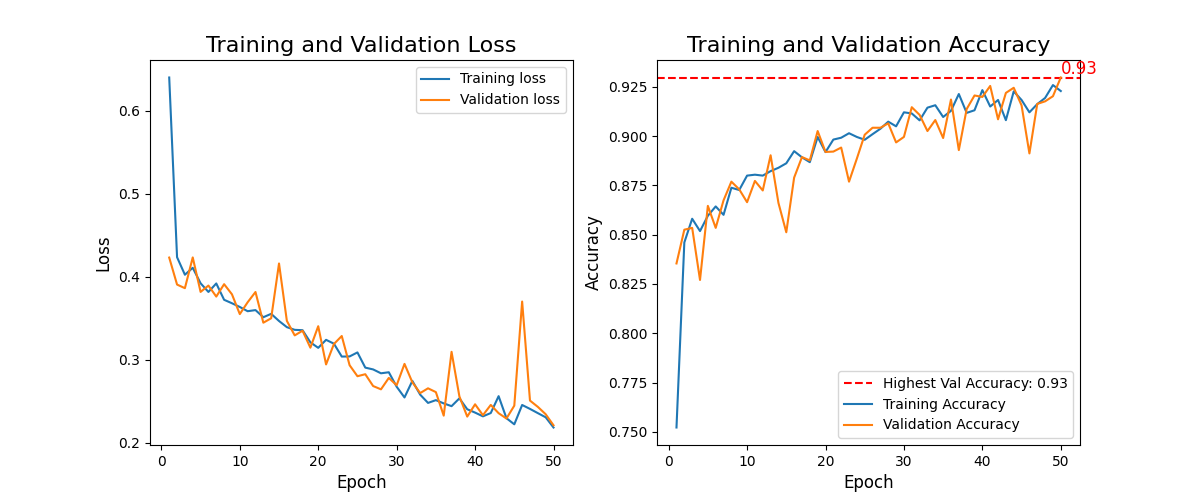 Training and Validation Loss
Training loss
Validation loss
0.6
0.5
0.4
0.3
0.2
Loss
0
10
20
30
40
50
Epoch
Training and Validation Accuracy
0.93
0.925
0.900
0.875
0.850
0.825
0.800
0.775
0.750
Accuracy
Highest Val Accuracy: 0.93
Training Accuracy
Validation Accuracy
0
10
20
30
40
50
Epoch